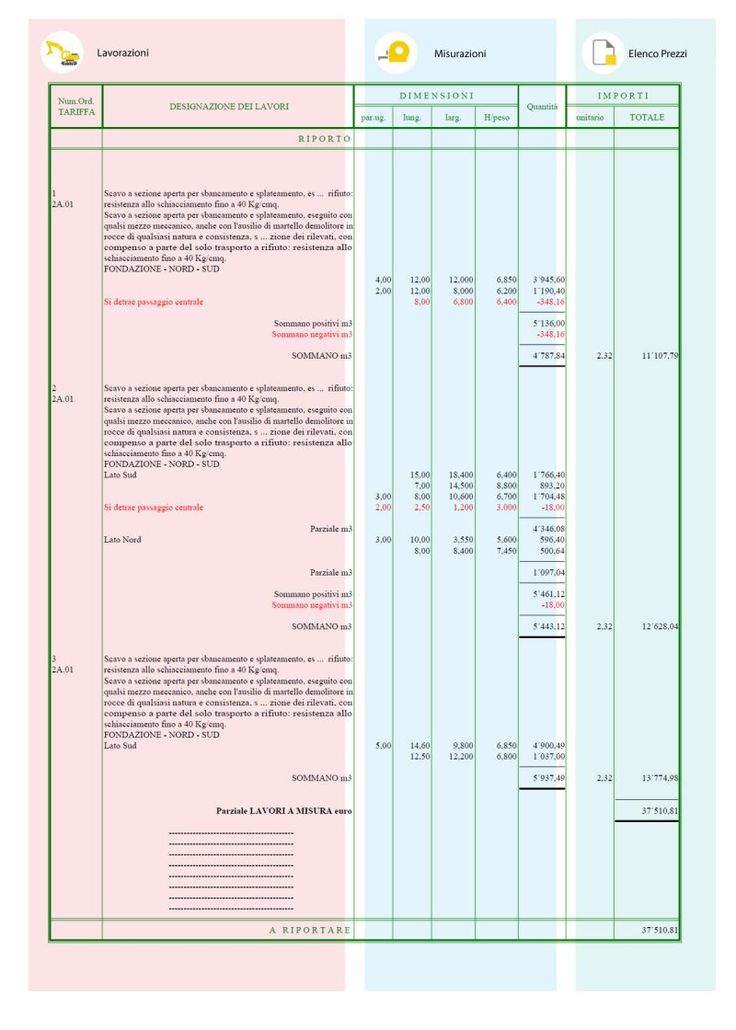 Lavorazioni
Misurazioni
Elenco Prezzi
Num.Ord. TARIFFA
DESIGNAZIONE DEI LAVORI
DIMENSIONI
par.ug. lung. larg. H/peso
Quantità
IMPORTI
unitario TOTALE
RIPORTO
1
2A.01
Scavo a sezione aperta per sbancamento e splateamento, es ... rifiuto:
resistenza allo schiacciamento fino a 40 Kg/cmq.
Scavo a sezione aperta per sbancamento e splateamento, eseguito con
qualsi mezzo meccanico, anche con l'ausilio di martello demolitore in
rocce di qualsiasi natura e consistenza, s ... zione dei rilevati, con
compenso a parte del solo trasporto a rifiuto: resistenza allo
schiacciamento fino a 40 Kg/cmq.
FONDAZIONE - NORD - SUD
4,00 12,00 12,000 6,850 3´945,60
2,00 12,00 8,000 6,200 1´190,40
Si detrae passaggio centrale 8,00 6,800 6,400 -348,16
Sommano positivi m3 5´136,00
Sommano negativi m3 -348,16
SOMMANO m3 4´787,84 2,32 11´107,79
2
2A.01
Scavo a sezione aperta per sbancamento e splateamento, es ... rifiuto:
resistenza allo schiacciamento fino a 40 Kg/cmq.
Scavo a sezione aperta per sbancamento e splateamento, eseguito con
qualsi mezzo meccanico, anche con l'ausilio di martello demolitore in
rocce di qualsiasi natura e consistenza, s ... zione dei rilevati, con
compenso a parte del solo trasporto a rifiuto: resistenza allo
schiacciamento fino a 40 Kg/cmq.
FONDAZIONE - NORD - SUD
Lato Sud 15,00 18,400 6,400 1´766,40
7,00 14,500 8,800 893,20
3,00 8,00 10,600 6,700 1´704,48
Si detrae passaggio centrale 2,00 2,50 1,200 3,000 -18,00
Parziale m3 4´346,08
Lato Nord 3,00 10,00 3,550 5,600 596,40
8,00 8,400 7,450 500,64
Parziale m3 1´097,04
Sommano positivi m3 5´461,12
Sommano negativi m3 -18,00
SOMMANO m3 5´443,12 2,32 12´628,04
3
2A.01
Scavo a sezione aperta per sbancamento e splateamento, es ... rifiuto:
resistenza allo schiacciamento fino a 40 Kg/cmq.
Scavo a sezione aperta per sbancamento e splateamento, eseguito con
qualsi mezzo meccanico, anche con l'ausilio di martello demolitore in
rocce di qualsiasi natura e consistenza, s ... zione dei rilevati, con
compenso a parte del solo trasporto a rifiuto: resistenza allo
schiacciamento fino a 40 Kg/cmq.
FONDAZIONE - NORD - SUD
Lato Sud 5,00 14,60 9,800 6,850 4´900,49
12,50 12,200 6,800 1´037,00
SOMMANO m3 5´937,49 2,32 13´774,98
Parziale LAVORI A MISURA euro 37´510,81
A RIPORTARE 37´510,81